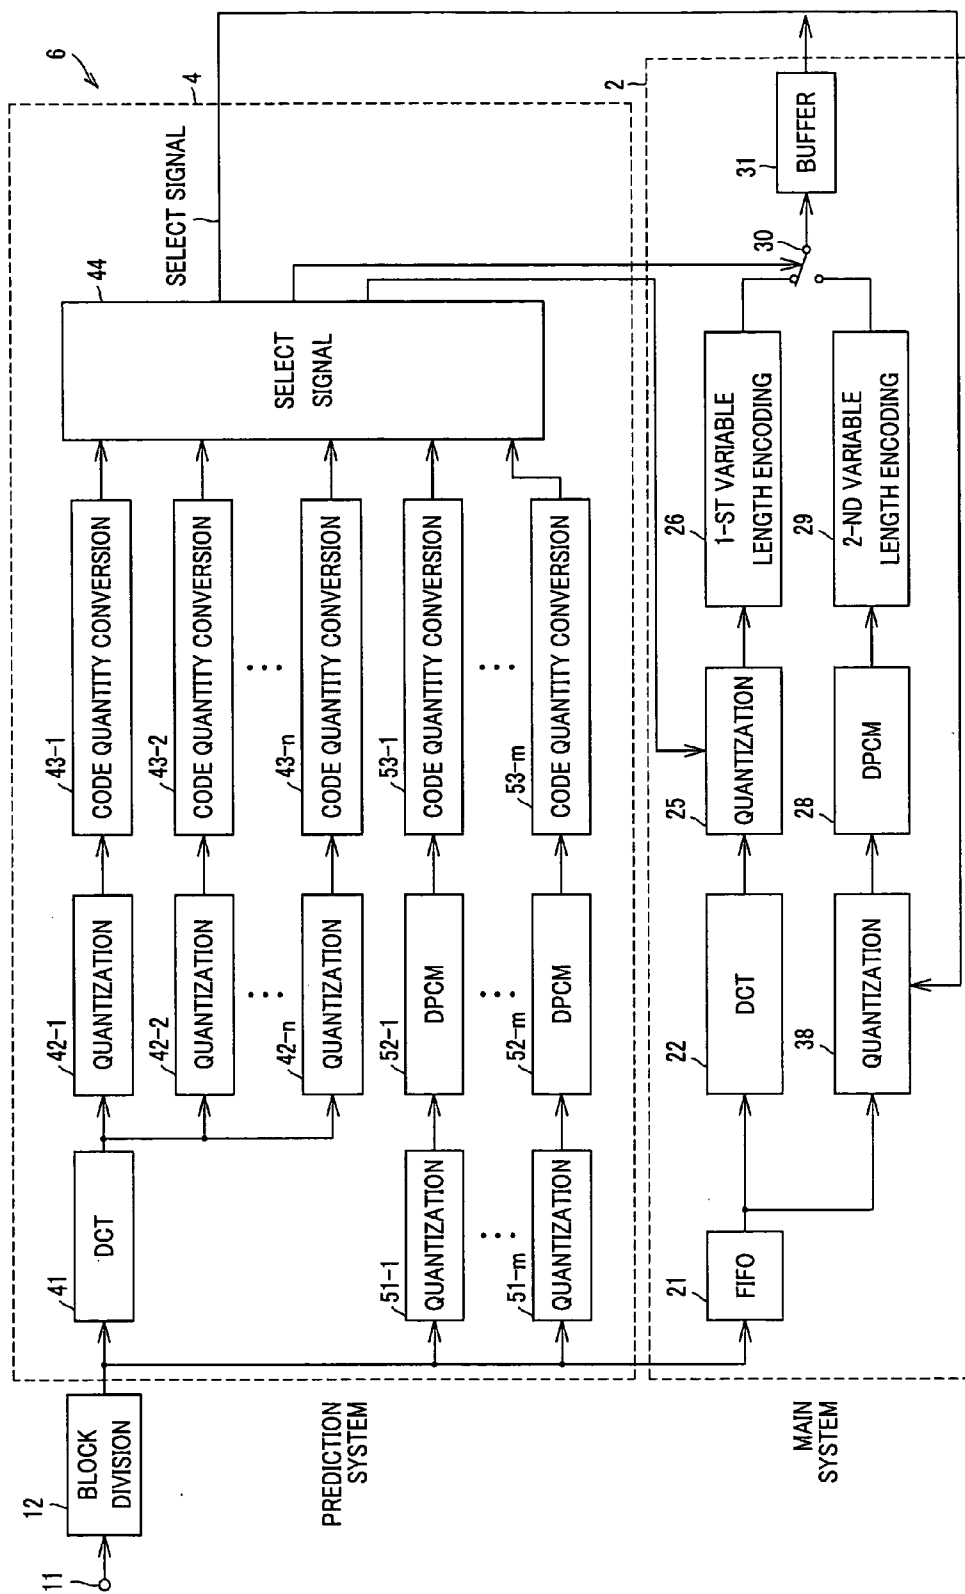 6
4
SELECT SIGNAL
44
SELECT
SIGNAL
11
12
BLOCK
DIVISION
41
DCT
42-1
QUANTIZATION
43-1
CODE QUANTITY CONVERSION
42-2
QUANTIZATION
43-2
CODE QUANTITY CONVERSION
42-n
QUANTIZATION
43-n
CODE QUANTITY CONVERSION
51-1
QUANTIZATION
52-1
DPCM
53-1
CODE QUANTITY CONVERSION
51-m
QUANTIZATION
52-m
DPCM
53-m
CODE QUANTITY CONVERSION
PREDICTION
SYSTEM
2
21
FIFO
22
DCT
25
QUANTIZATION
26
1-ST VARIABLE
LENGTH ENCODING
30
31
BUFFER
38
QUANTIZATION
28
DPCM
29
2-ND VARIABLE
LENGTH ENCODING
MAIN
SYSTEM